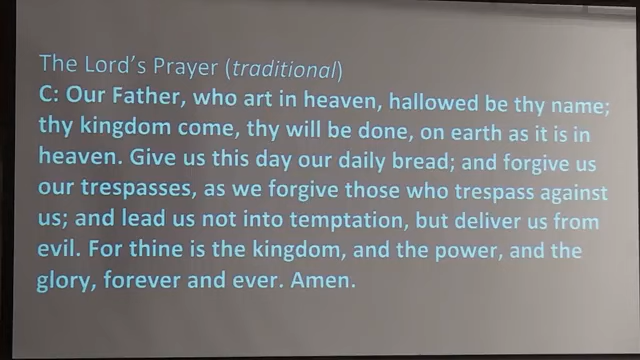 The Lord's Prayer (traditional)
C: Our Father, who art in heaven, hallowed be thy name;
thy kingdom come, thy will be done, on earth as it is in
heaven. Give us this day our daily bread; and forgive us
our trespasses, as we forgive those who trespass against
us; and lead us not into temptation, but deliver us from
evil. For thine is the kingdom, and the power, and the
glory, forever and ever. Amen.